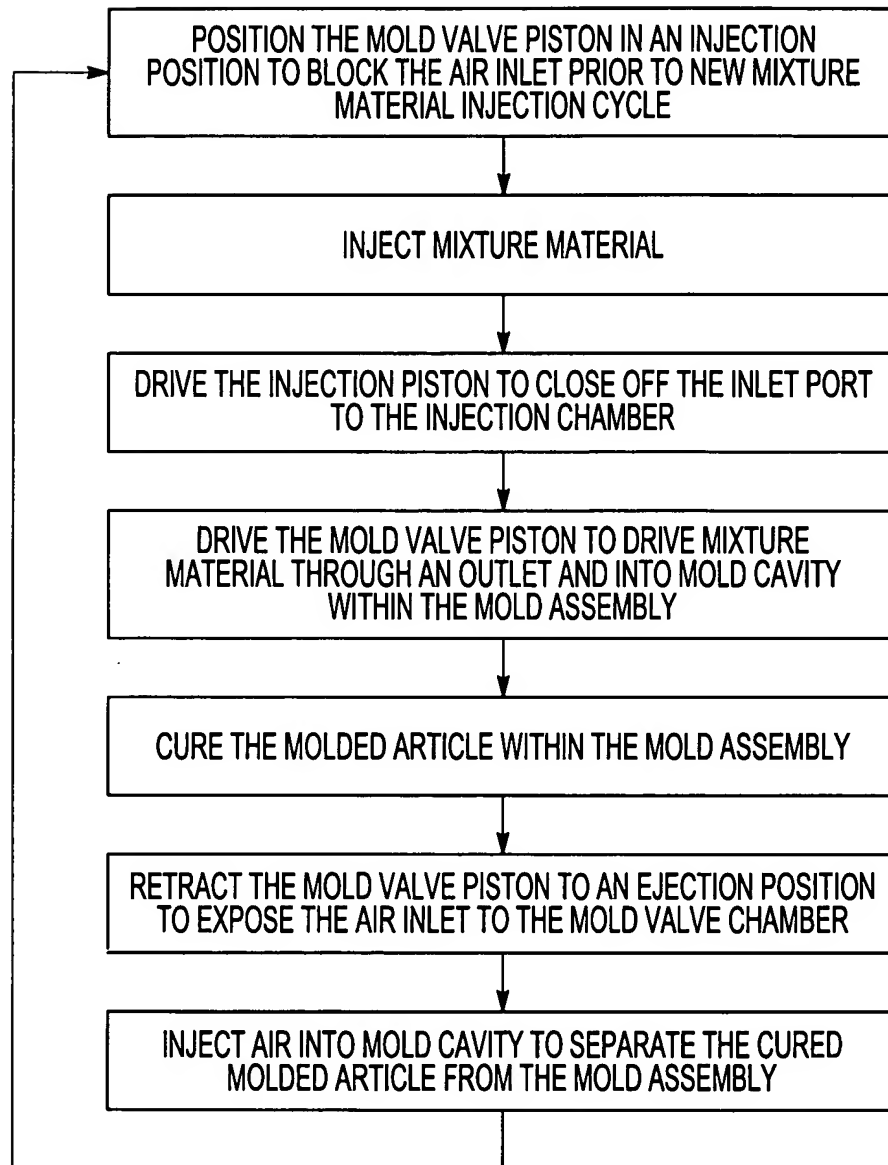 POSITION THE MOLD VALVE PISTON IN AN INJECTION
POSITION TO BLOCK THE AIR INLET PRIOR TO NEW MIXTURE
MATERIAL INJECTION CYCLE
INJECT MIXTURE MATERIAL
DRIVE THE INJECTION PISTON TO CLOSE OFF THE INLET PORT
TO THE INJECTION CHAMBER
DRIVE THE MOLD VALVE PISTON TO DRIVE MIXTURE
MATERIAL THROUGH AN OUTLET AND INTO MOLD CAVITY
WITHIN THE MOLD ASSEMBLY
CURE THE MOLDED ARTICLE WITHIN THE MOLD ASSEMBLY
RETRACT THE MOLD VALVE PISTON TO AN EJECTION POSITION
TO EXPOSE THE AIR INLET TO THE MOLD VALVE CHAMBER
INJECT AIR INTO MOLD CAVITY TO SEPARATE THE CURED
MOLDED ARTICLE FROM THE MOLD ASSEMBLY